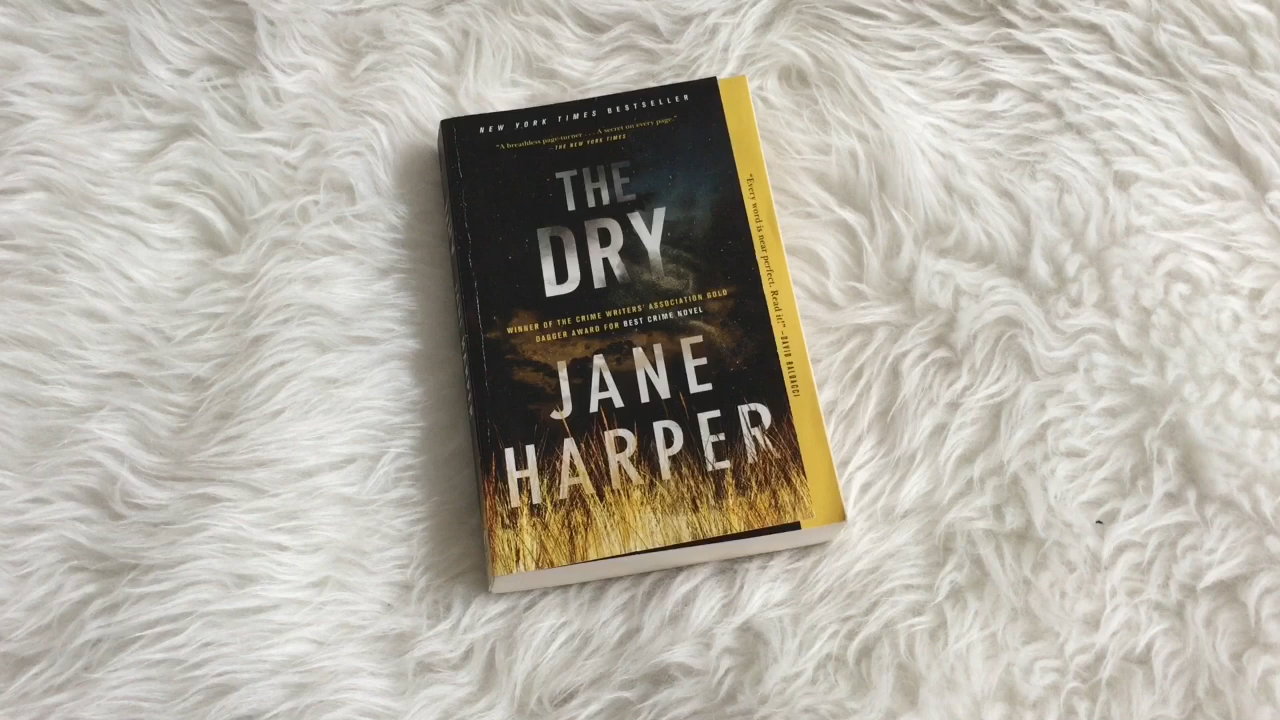 NEW YORK TIMES BESTSELLER
"A breathless page-turner . . . A secret on every page."
–THE NEW YORK TIMES
THE
DRY
WINNER OF THE CRIME WRITERS' ASSOCIATION GOLD
DAGGER AWARD FOR BEST CRIME NOVEL
JANE
HARPER
"Every word is near perfect. Read it!" –DAVID BALDACCI